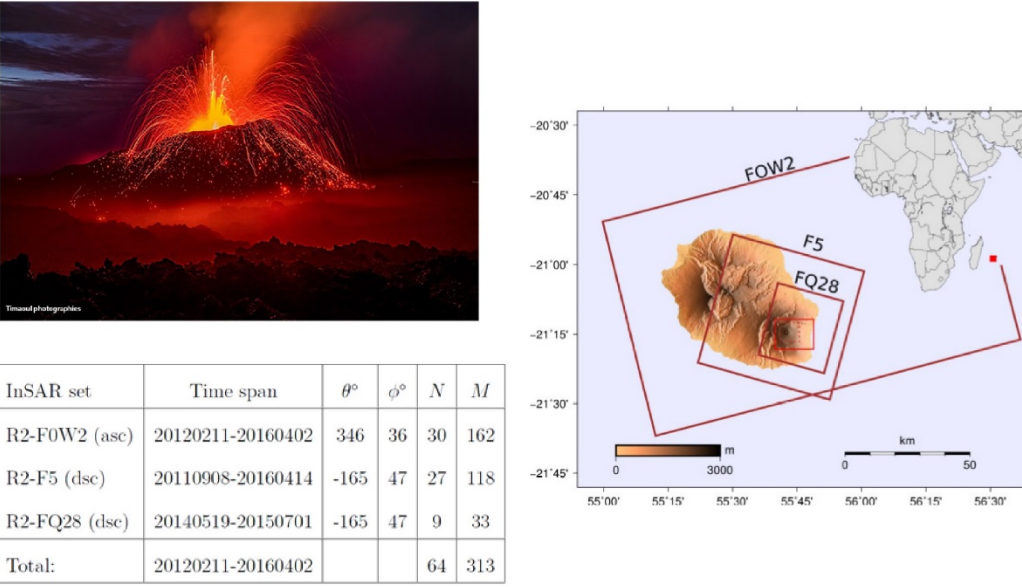 Timaoul photographies
InSAR set Time span θ° ϕ° N M
R2-F0W2 (asc) 20120211-20160402 346 36 30 162
R2-F5 (dsc) 20110908-20160414 -165 47 27 118
R2-FQ28 (dsc) 20140519-20150701 -165 47 9 33
Total: 20120211-20160402 64 313
−20˚30'
−20˚45'
−21˚00'
−21˚15'
−21˚30'
−21˚45'
FOW2
F5
FQ28
m
0 3000
km
0 50
55˚00' 55˚15' 55˚30' 55˚45' 56˚00' 56˚15' 56˚30'